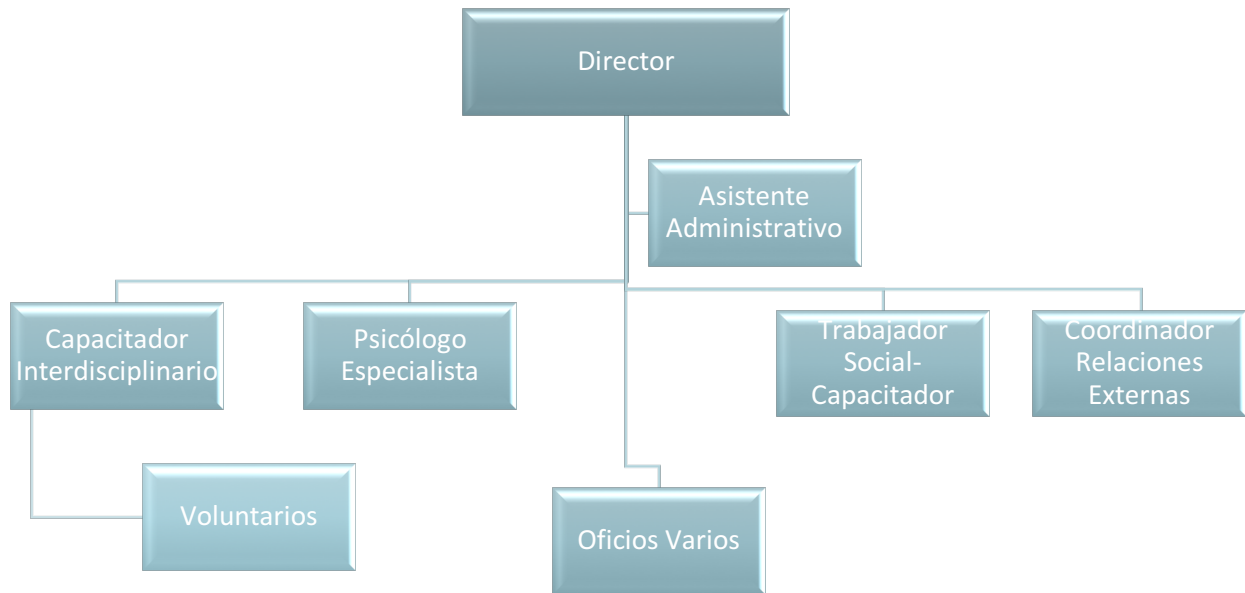 Director
Asistente
Administrativo
Capacitador
Interdisciplinario
Psicólogo
Especialista
Trabajador
Social-
Capacitador
Coordinador
Relaciones
Externas
Voluntarios
Oficios Varios